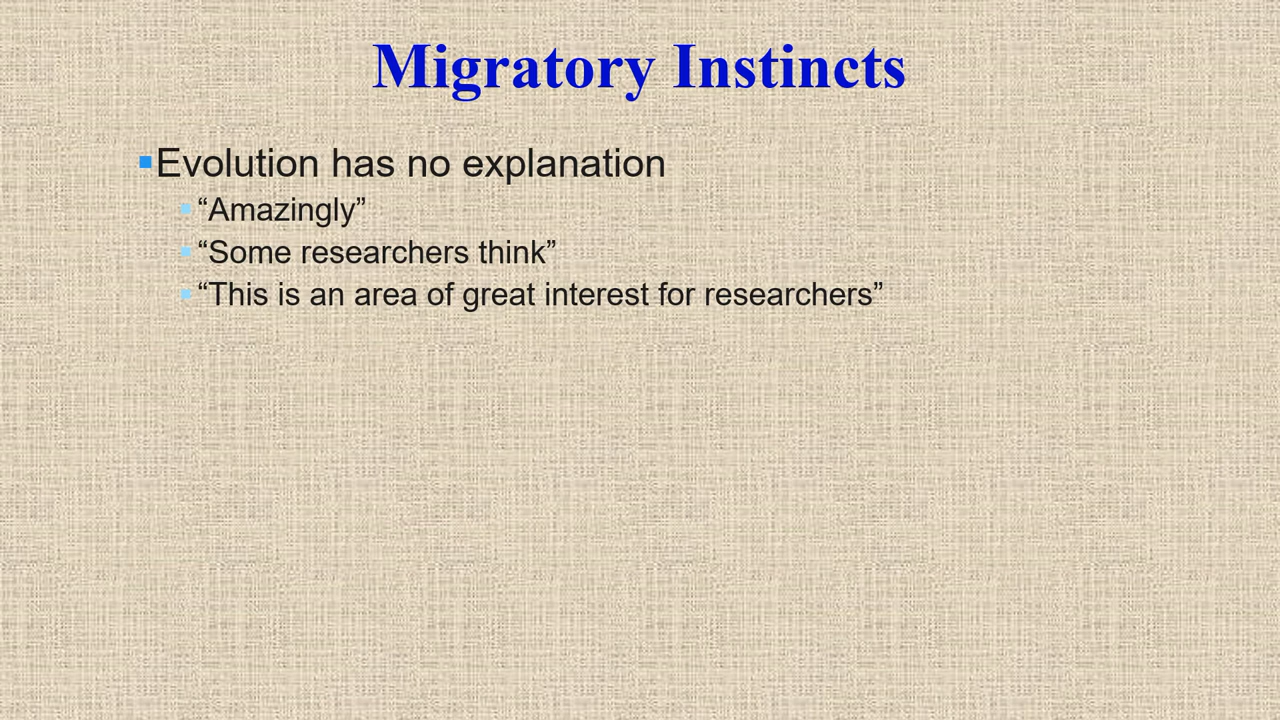 Migratory Instincts
▪Evolution has no explanation
▪“Amazingly”
▪“Some researchers think”
▪“This is an area of great interest for researchers”